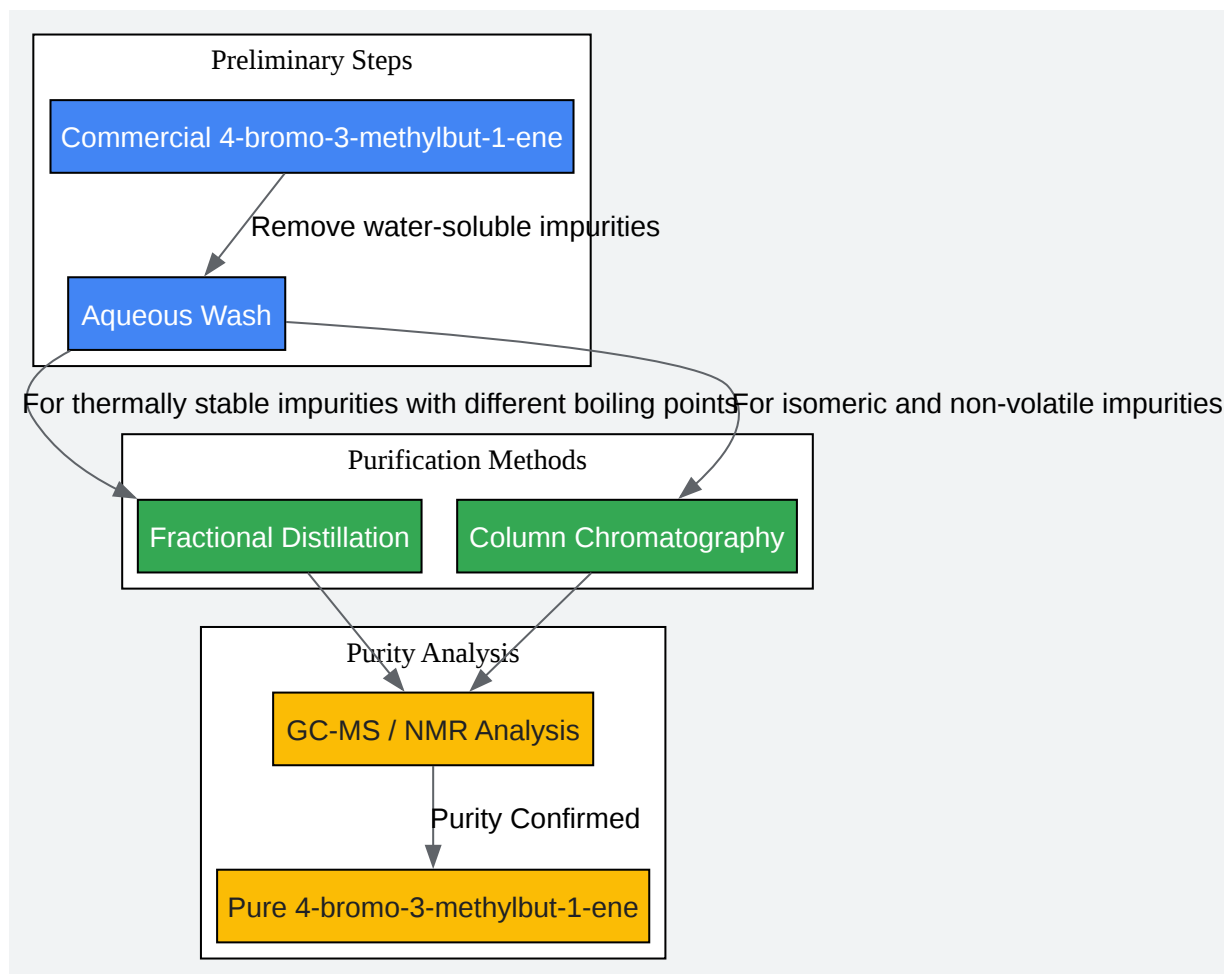 Preliminary Steps
Commercial 4-bromo-3-methylbut-1-ene
Remove water-soluble impurities
Aqueous Wash
For thermally stable impurities with different boiling points
For isomeric and non-volatile impurities
Purification Methods
Fractional Distillation
Column Chromatography
Purity Analysis
GC-MS / NMR Analysis
Purity Confirmed
Pure 4-bromo-3-methylbut-1-ene